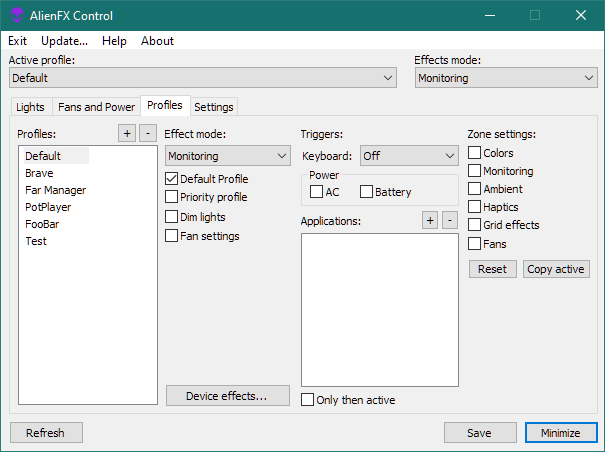 AlienFX Control
Exit Update... Help About
Active profile: Effects mode:
Default Monitoring
Lights Fans and Power Profiles Settings
Profiles: + - Effect mode: Triggers: Zone settings:
Default Monitoring Keyboard: Off Colors
Brave Default Profile Power Monitoring
Far Manager Priority profile AC Battery Ambient
PotPlayer Dim lights Applications: + - Haptics
FooBar Fan settings Grid effects
Test Fans
Reset Copy active
Device effects... Only then active
Refresh Save Minimize